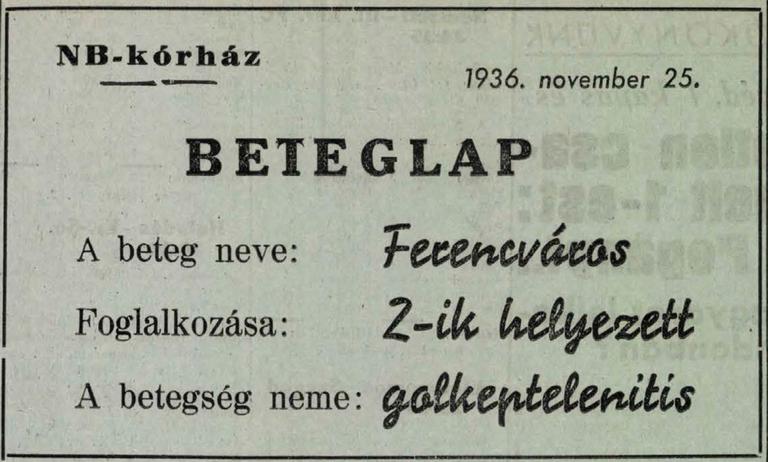 NB-kórház
1936. november 25.
BETEGLAP
A beteg neve: Ferencváros
Foglalkozása: 2-ik helyezett
A betegség neme: golkeptelenitis